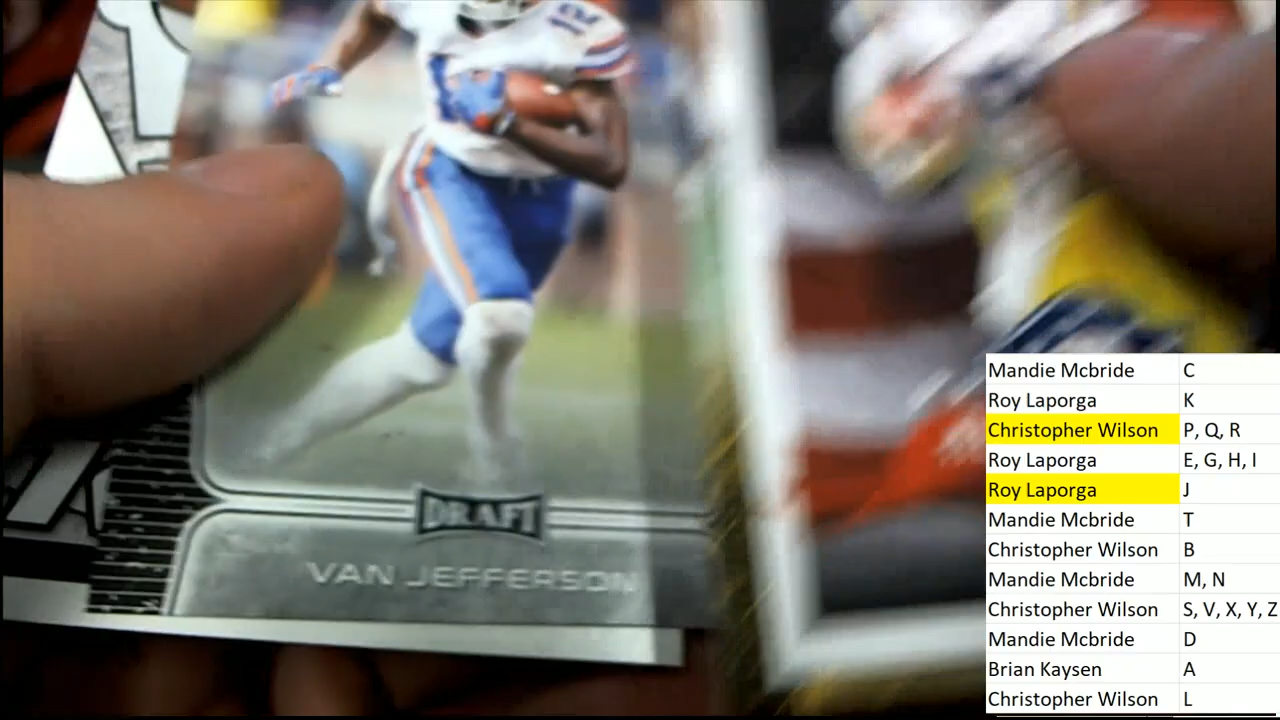 12
DRAFT
VAN JEFFERSON
Mandie Mcbride C
Roy Laporga K
Christopher Wilson P, Q, R
Roy Laporga E, G, H, I
Roy Laporga J
Mandie Mcbride T
Christopher Wilson B
Mandie Mcbride M, N
Christopher Wilson S, V, X, Y, Z
Mandie Mcbride D
Brian Kaysen A
Christopher Wilson L